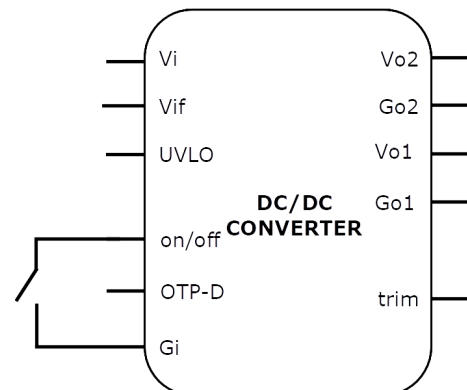 Vi
Vif
UVLO
on/off
OTP-D
Gi
DC/DC
CONVERTER
Vo2
Go2
Vo1
Go1
trim